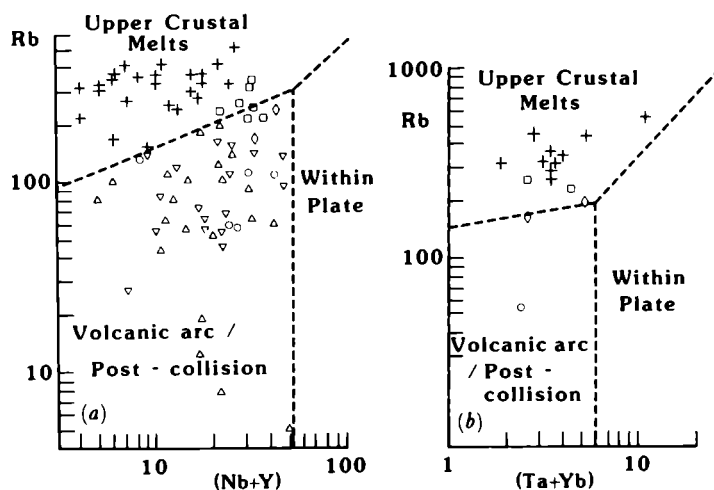 Rb
Upper Crustal
Melts
100
Within
Plate
Volcanic arc /
Post - collision
10
(a)
10
100
(Nb+Y)
1000
Rb
Upper Crustal
Melts
100
Within
Plate
Volcanic arc
/ Post -
collision
(b)
1
10
(Ta+Yb)